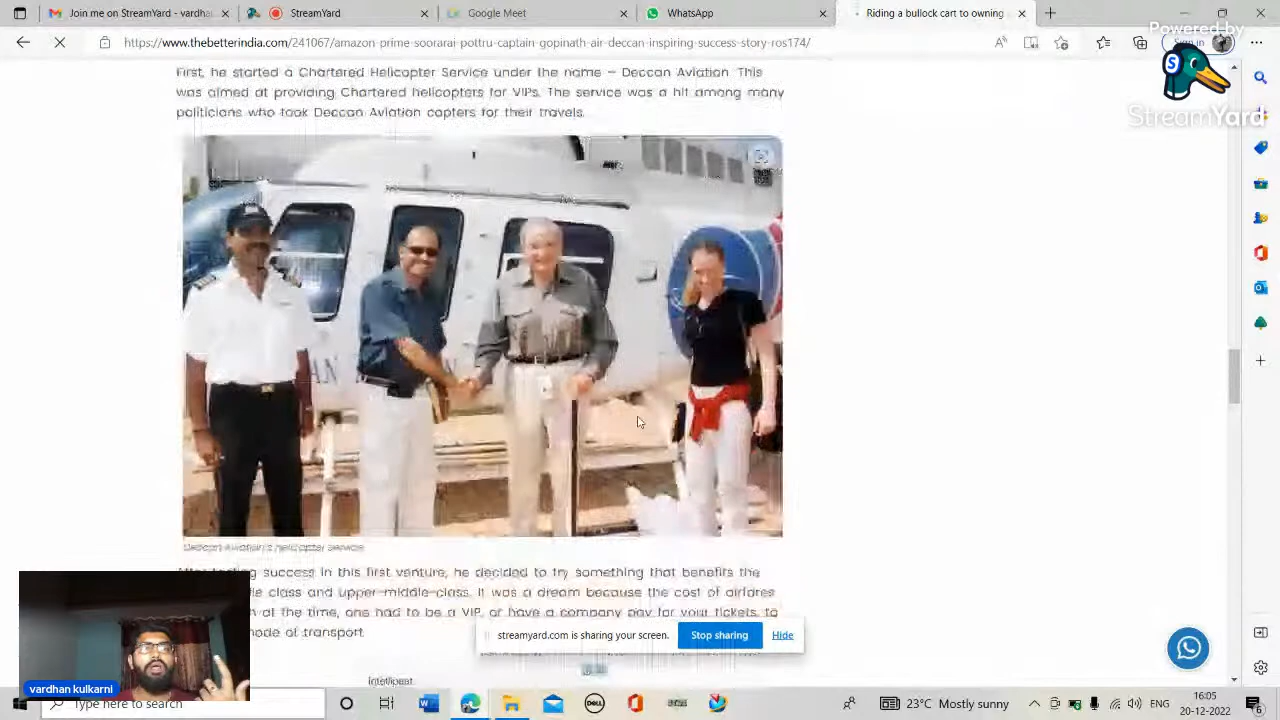 Join me on StreamYard - vardhan
StreamYard
Google Meet
WhatsApp
Riding a bullock cart to owning
Powered by
https://www.thebetterindia.com/241067/amazon-prime-soorarai-pottu-captain-gopinath-air-deccan-inspiring-success-story-ros174/
Sign in
StreamYard
First, he started a Chartered Helicopter Service under the name – Deccan Aviation This
was aimed at providing Chartered helicopters for VIPs. The service was a hit among many
politicians who took Deccan Aviation copters for their travels.
Deccan Aviation's helicopter service
After tasting success in this first venture, he decided to try something that benefits the
class and upper-middle class. It was a dream because the cost of airfares
at the time, one had to be a VIP, or have a company pay for your tickets, to
mode of transport
streamyard.com is sharing your screen.
Stop sharing
Hide
vardhan kulkarni
Type here to search
23°C Mostly sunny
ENG
16:05
20-12-2022